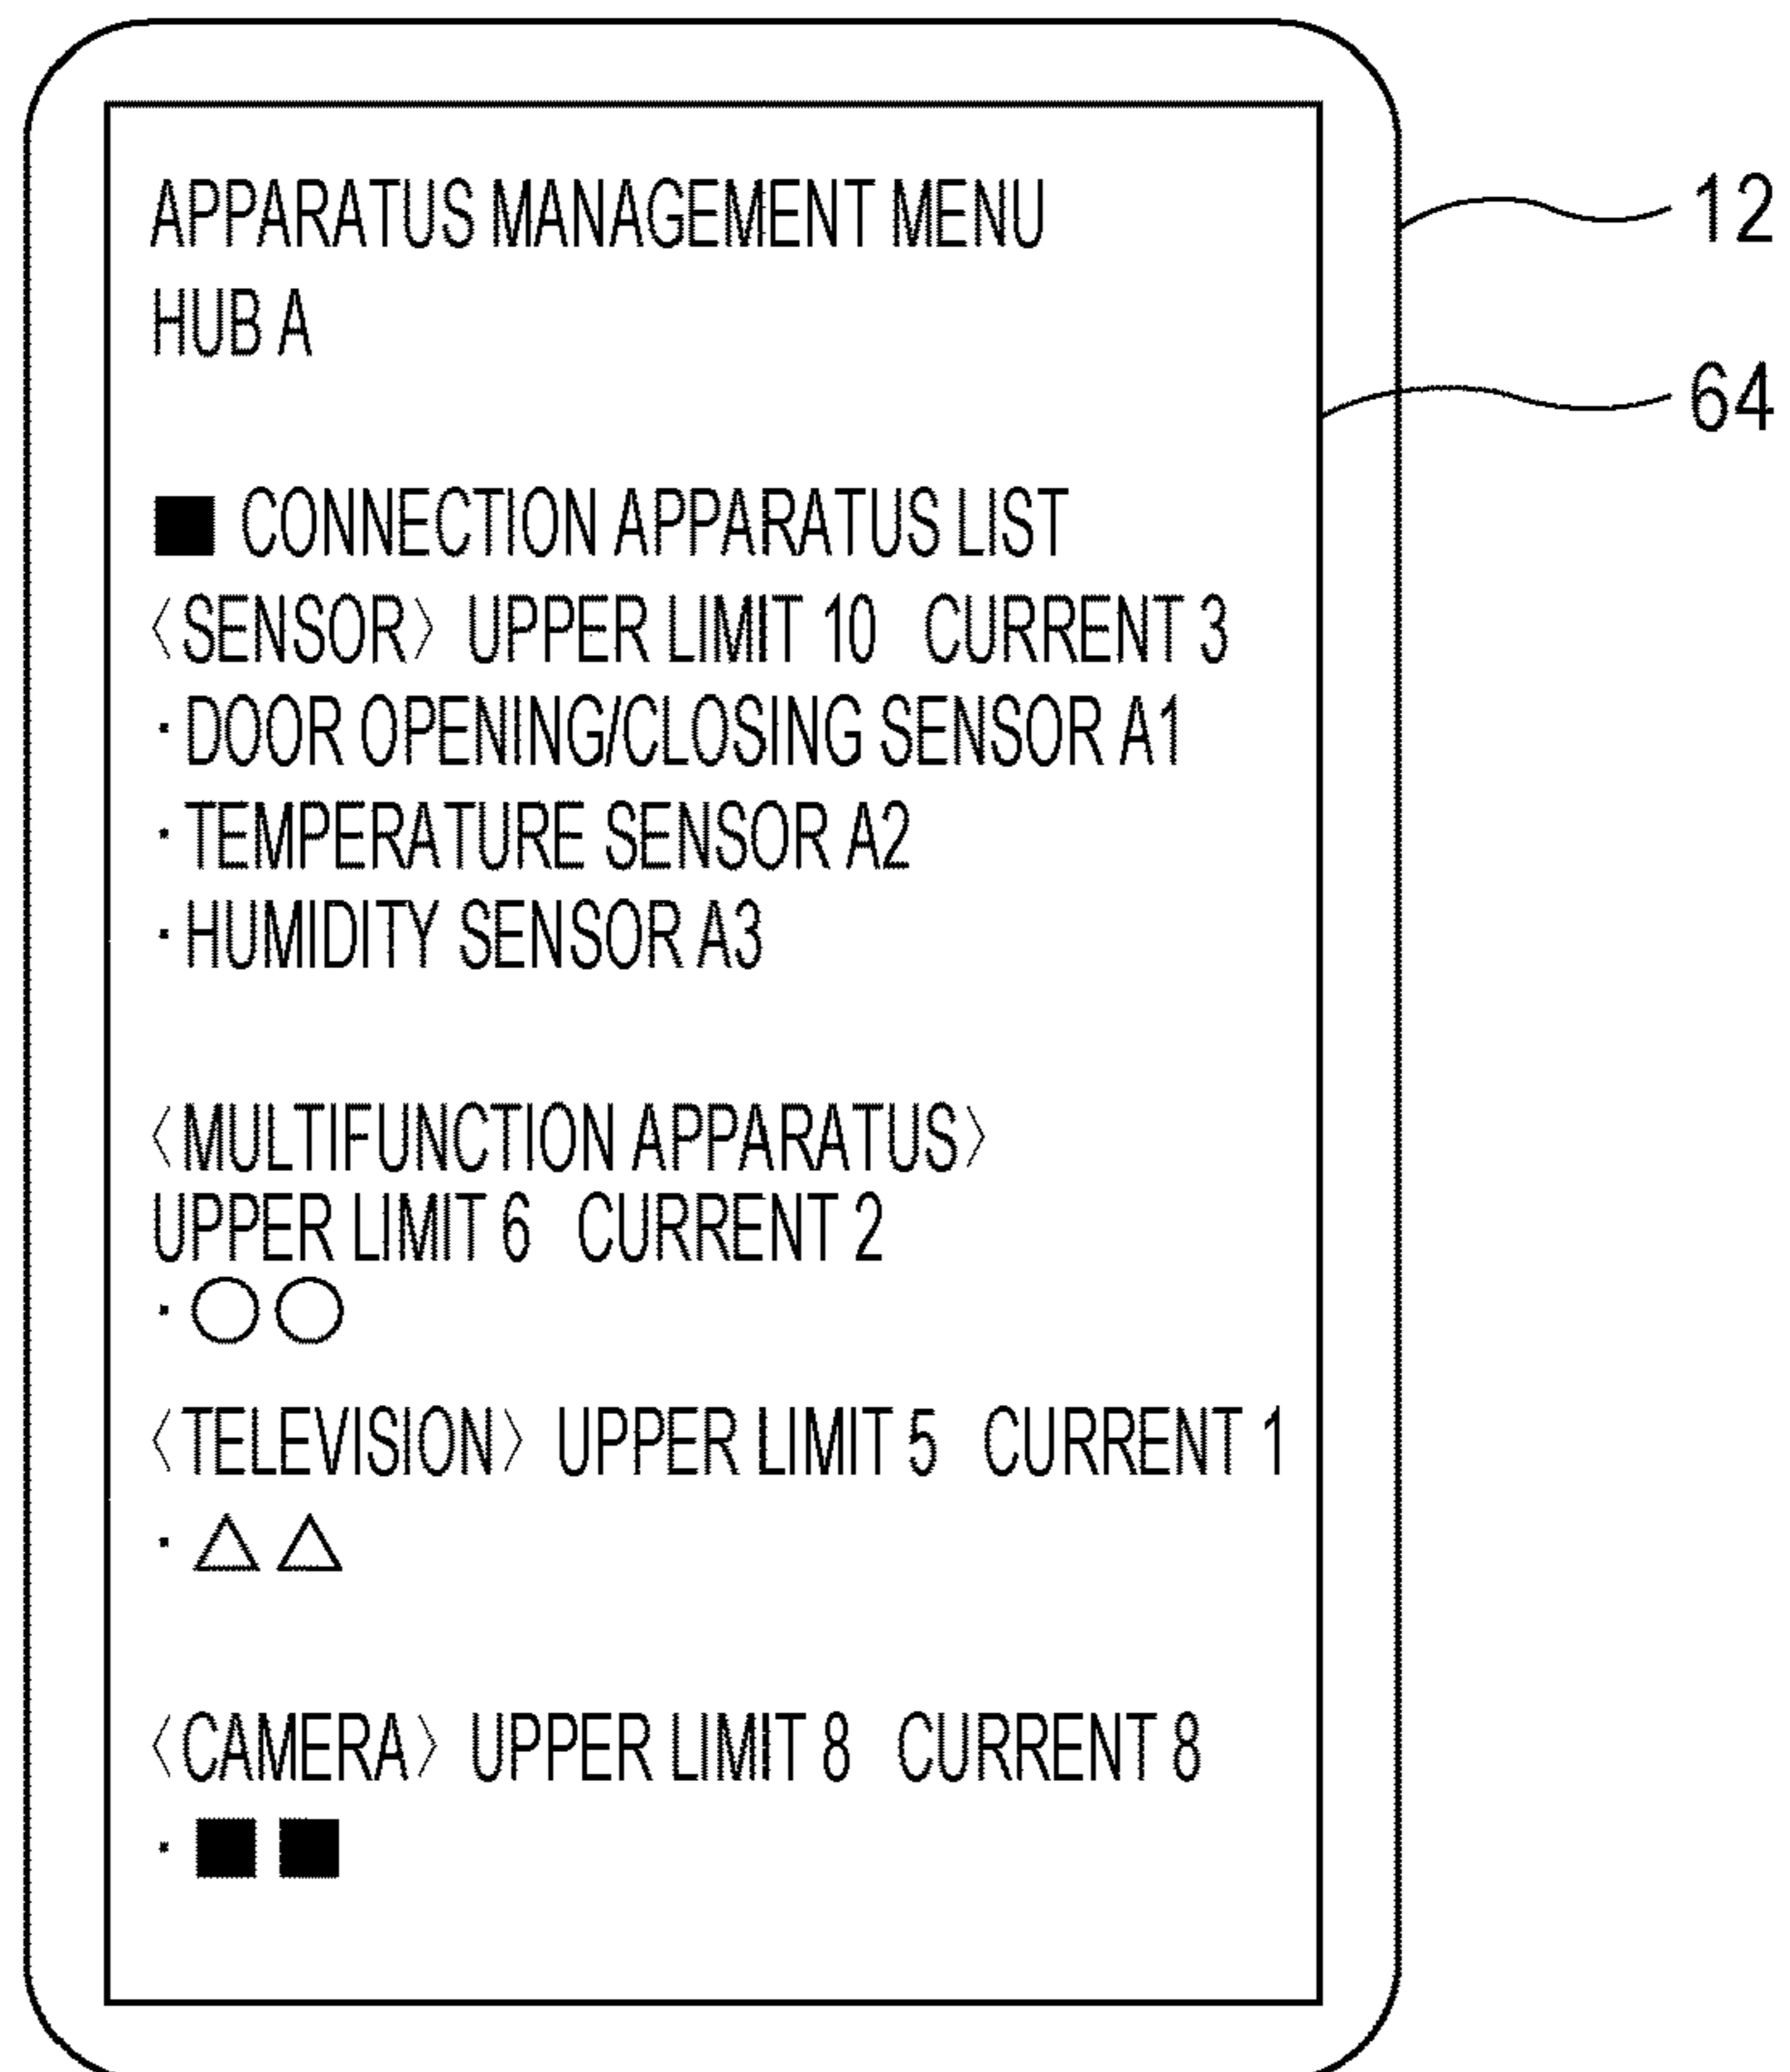 APPARATUS MANAGEMENT MENU
HUB A
12
64
■ CONNECTION APPARATUS LIST
〈SENSOR〉 UPPER LIMIT 10 CURRENT 3
・DOOR OPENING/CLOSING SENSOR A1
・TEMPERATURE SENSOR A2
・HUMIDITY SENSOR A3
〈MULTIFUNCTION APPARATUS〉
UPPER LIMIT 6 CURRENT 2
・○○
〈TELEVISION〉 UPPER LIMIT 5 CURRENT 1
・△△
〈CAMERA〉 UPPER LIMIT 8 CURRENT 8
・■■